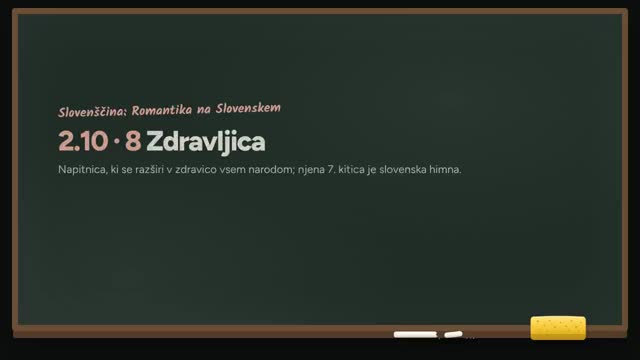 Slovenščina: Romantika na Slovenskem
2.10 · 8 Zdravljica
Napitnica, ki se razširi v zdravico vsem narodom; njena 7. kitica je slovenska himna.